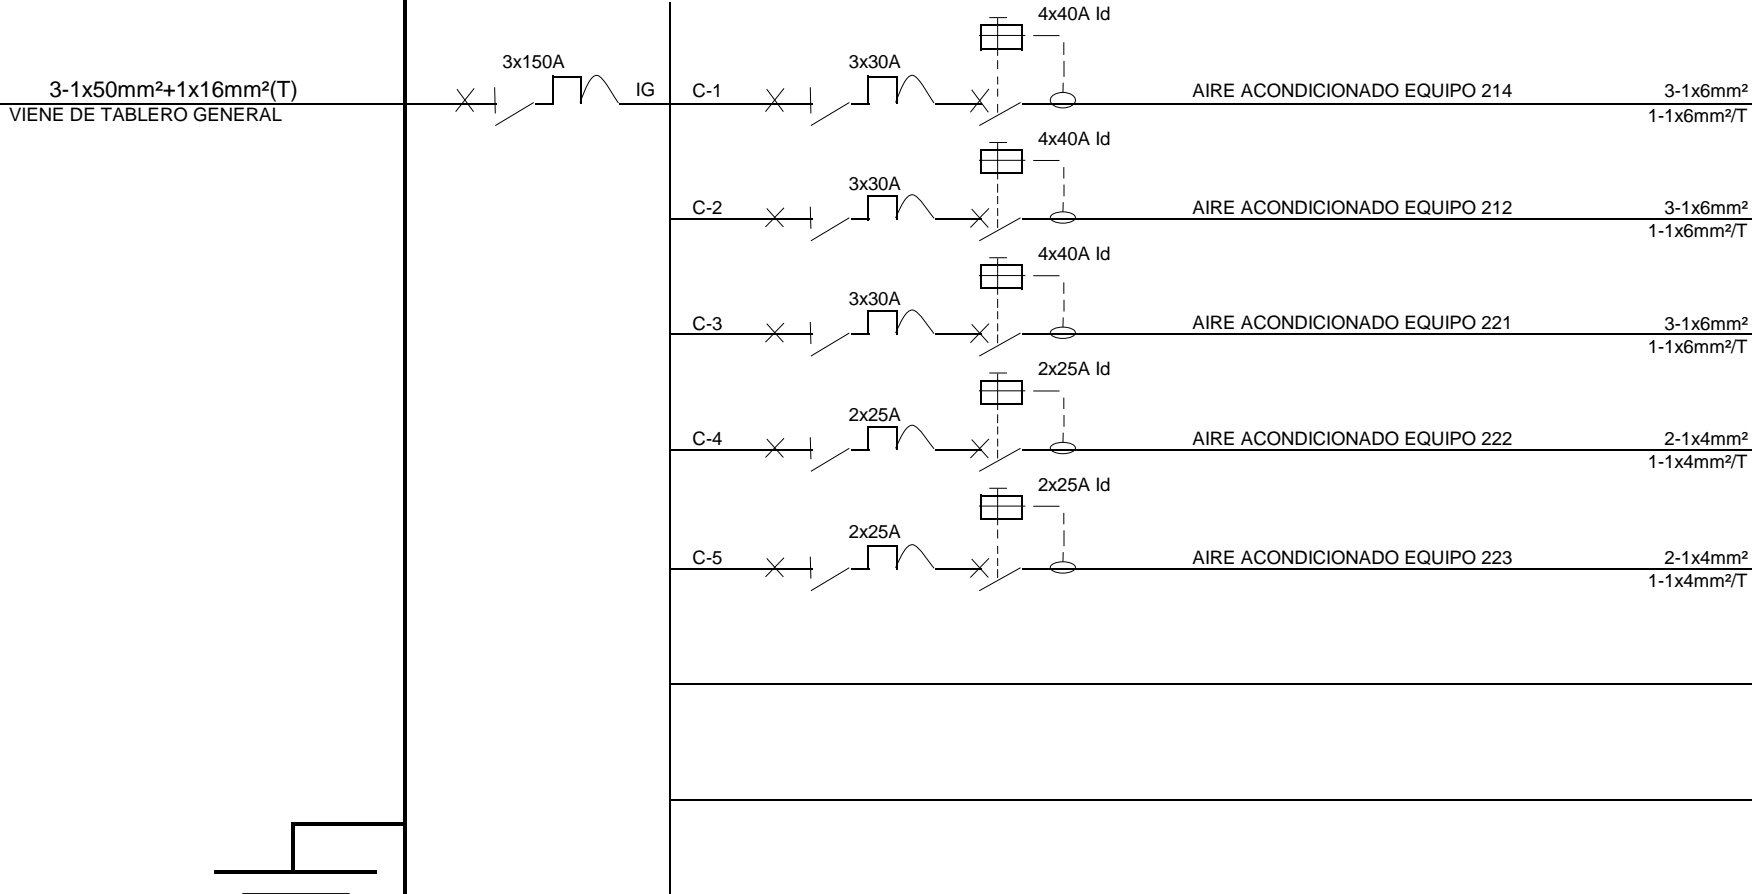 3-1x50mm²+1x16mm²(T)
VIENE DE TABLERO GENERAL
3x150A
IG
4x40A Id
3x30A
C-1
AIRE ACONDICIONADO EQUIPO 214
3-1x6mm²
1-1x6mm²/T
4x40A Id
3x30A
C-2
AIRE ACONDICIONADO EQUIPO 212
3-1x6mm²
1-1x6mm²/T
4x40A Id
3x30A
C-3
AIRE ACONDICIONADO EQUIPO 221
3-1x6mm²
1-1x6mm²/T
2x25A Id
2x25A
C-4
AIRE ACONDICIONADO EQUIPO 222
2-1x4mm²
1-1x4mm²/T
2x25A Id
2x25A
C-5
AIRE ACONDICIONADO EQUIPO 223
2-1x4mm²
1-1x4mm²/T